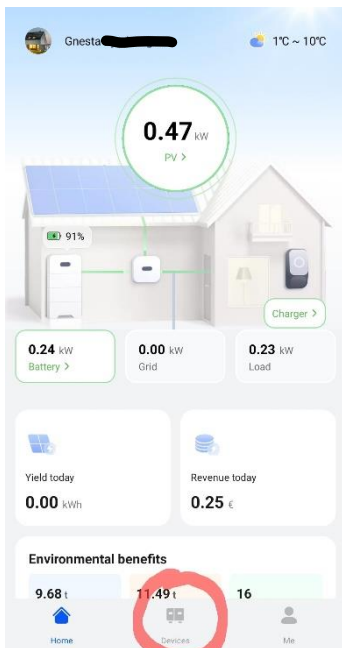 Gnesta
1°C ~ 10°C
0.47 kW
PV >
91%
Charger >
0.24 kW
Battery >
0.00 kW
Grid
0.23 kW
Load
Yield today
0.00 kWh
Revenue today
0.25 €
Environmental benefits
9.68 t
11.49 t
16
Home
Devices
Me